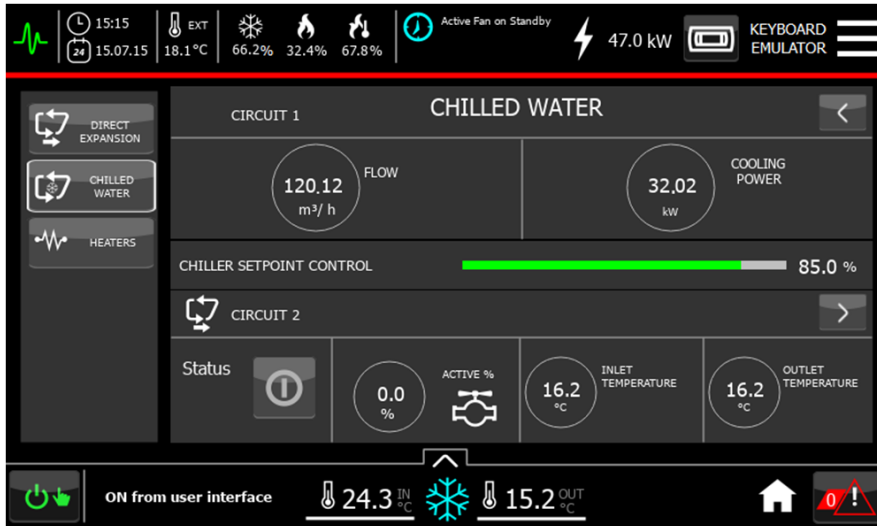 15:15
24 15.07.15
EXT
18.1°C
66.2%
32.4%
67.8%
Active Fan on Standby
47.0 kW
KEYBOARD
EMULATOR
DIRECT
EXPANSION
CHILLED
WATER
HEATERS
CIRCUIT 1
CHILLED WATER
120.12
m³/ h
FLOW
32.02
kW
COOLING
POWER
CHILLER SETPOINT CONTROL
85.0 %
CIRCUIT 2
Status
0.0
%
ACTIVE %
16.2
°C
INLET
TEMPERATURE
16.2
°C
OUTLET
TEMPERATURE
ON from user interface
24.3 IN °C
15.2 OUT °C
0 !